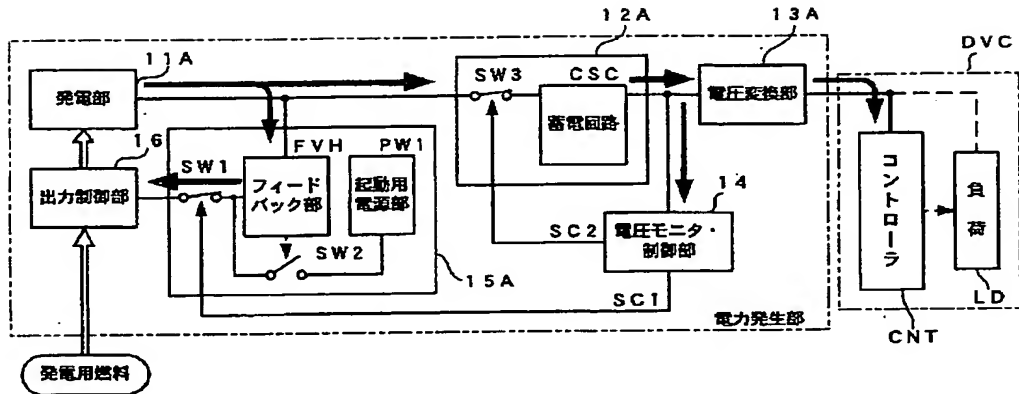 12A
13A
DVC
11A
SW3
CSC
発電部
蓄電回路
電圧変換部
16
SW1
FVH
PW1
出力制御部
フィード
バック部
起動用
電源部
SW2
15A
SC2
14
電圧モニタ・
制御部
SC1
コントローラ
負荷
LD
CNT
電力発生部
発電用燃料